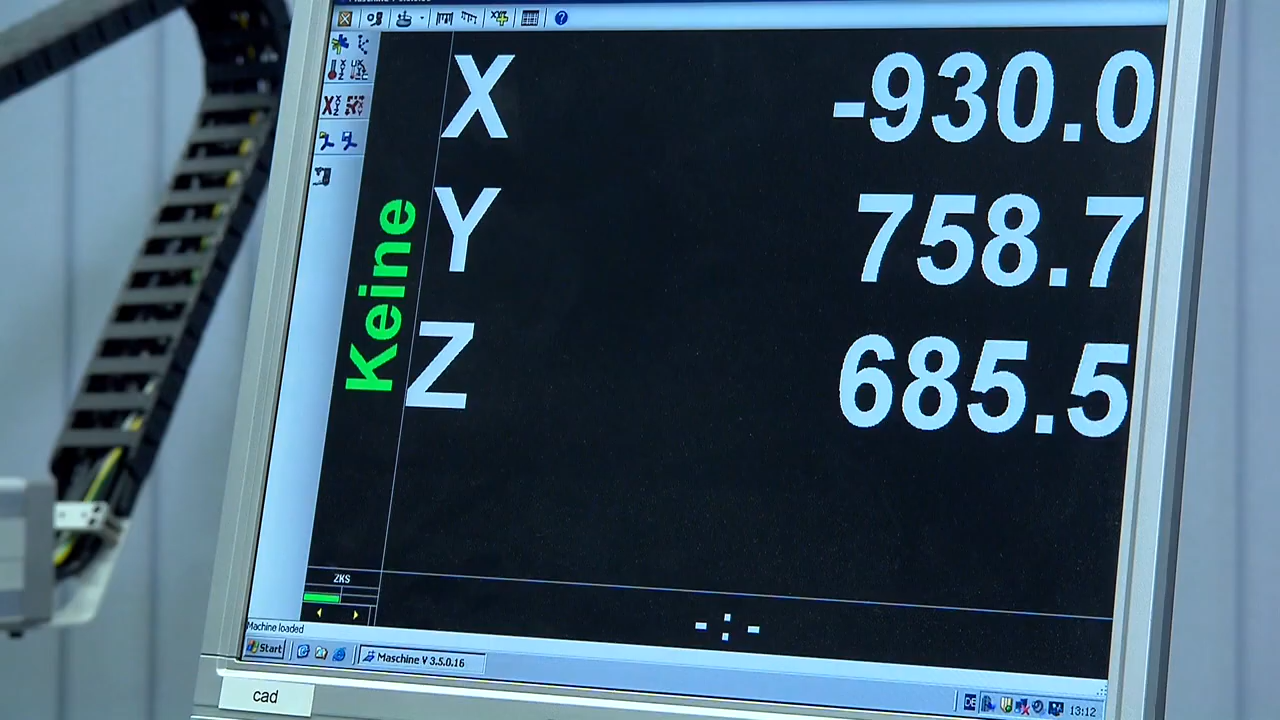 X -930.0
Y 758.7
Z 685.5
Keine
ZKS
Machine loaded
Start
Maschine V 3.5.0.16
DE
13:12
cad